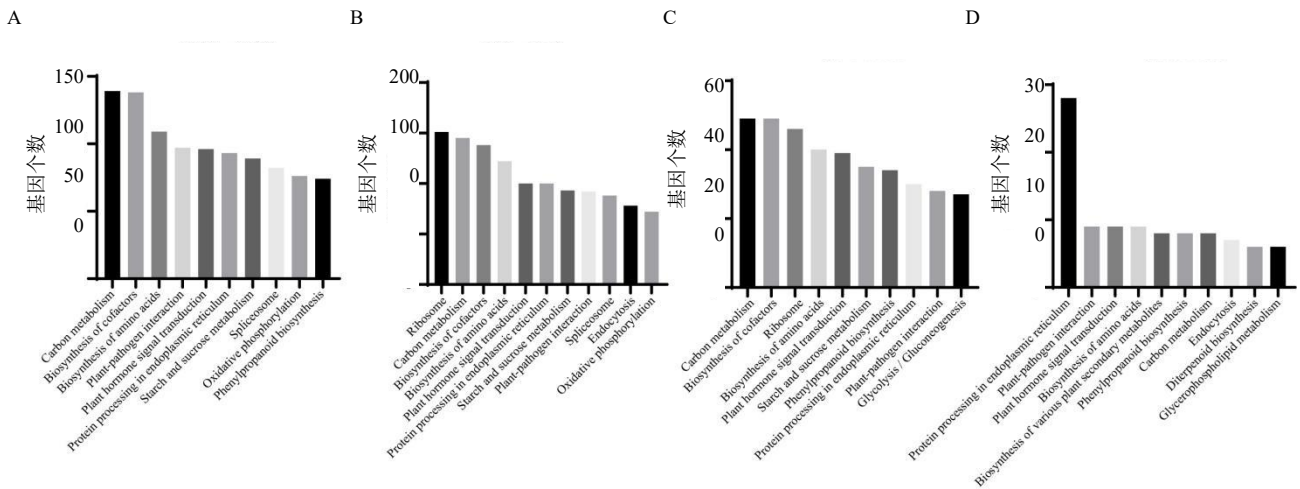 A
B
C
D
150
100
50
0
基因个数
Carbon metabolism
Biosynthesis of cofactors
Biosynthesis of amino acids
Plant-pathogen interaction
Plant hormone signal transduction
Protein processing in endoplasmic reticulum
Starch and sucrose metabolism
Spliceosome
Oxidative phosphorylation
Phenylpropanoid biosynthesis
200
100
0
基因个数
Ribosome
Carbon metabolism
Biosynthesis of cofactors
Biosynthesis of amino acids
Plant hormone signal transduction
Protein processing in endoplasmic reticulum
Starch and sucrose metabolism
Plant-pathogen interaction
Spliceosome
Endocytosis
Oxidative phosphorylation
60
40
20
0
基因个数
Carbon metabolism
Biosynthesis of cofactors
Ribosome
Biosynthesis of amino acids
Plant hormone signal transduction
Starch and sucrose metabolism
Phenylpropanoid biosynthesis
Protein processing in endoplasmic reticulum
Plant-pathogen interaction
Glycolysis / Gluconeogenesis
30
20
10
0
基因个数
Protein processing in endoplasmic reticulum
Plant-pathogen interaction
Plant hormone signal transduction
Biosynthesis of amino acids
Biosynthesis of various plant secondary metabolites
Phenylpropanoid biosynthesis
Carbon metabolism
Endocytosis
Diterpenoid biosynthesis
Glycerophospholipid metabolism